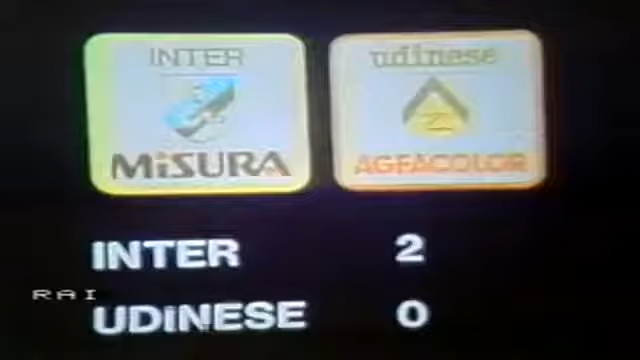 INTER
MiSURA
udinese
Z
AGFACOLOR
INTER 2
RAI
UDINESE 0